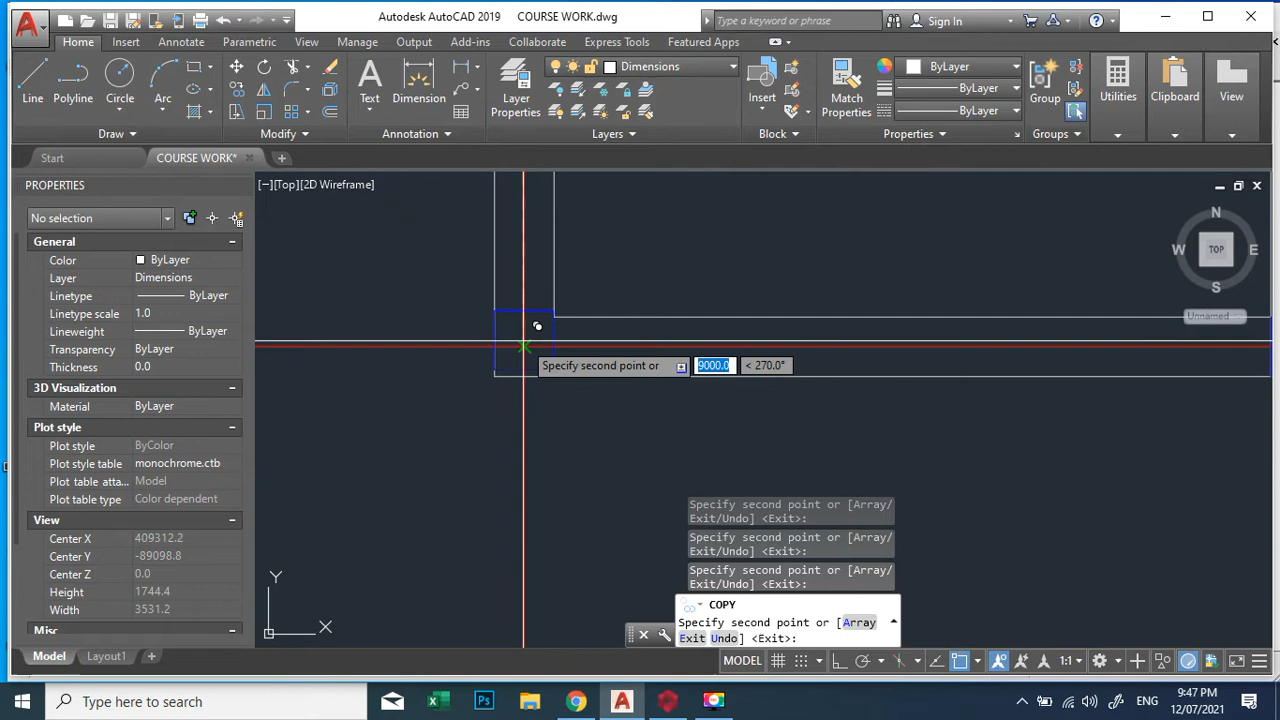 Autodesk AutoCAD 2019 COURSE WORK.dwg
Type a keyword or phrase
Sign In
Home Insert Annotate Parametric View Manage Output Add-ins Collaborate Express Tools Featured Apps
Line Polyline Circle Arc
Text Dimension
Layer Properties
Dimensions
Insert
Match Properties
ByLayer
ByLayer
ByLayer
Group
Utilities
Clipboard
View
Draw Modify Annotation Layers Block Properties Groups
Start COURSE WORK*
PROPERTIES
[−][Top][2D Wireframe]
No selection
General
Color ByLayer
Layer Dimensions
Linetype ByLayer
Linetype scale 1.0
Lineweight ByLayer
Transparency ByLayer
Thickness 0.0
3D Visualization
Material ByLayer
Plot style
Plot style ByColor
Plot style table monochrome.ctb
Plot table atta... Model
Plot table type Color dependent
View
Center X 409312.2
Center Y -89098.8
Center Z 0.0
Height 1744.4
Width 3531.2
Misc
N
W TOP E
S
Unnamed
Specify second point or 9000.0 < 270.0°
Specify second point or [Array/
Exit/Undo] <Exit>:
Specify second point or [Array/
Exit/Undo] <Exit>:
Specify second point or [Array/
Exit/Undo] <Exit>:
COPY
Specify second point or [Array
Exit Undo] <Exit>:
Y
X
Model Layout1
MODEL 1:1
Type here to search
ENG
9:47 PM
12/07/2021